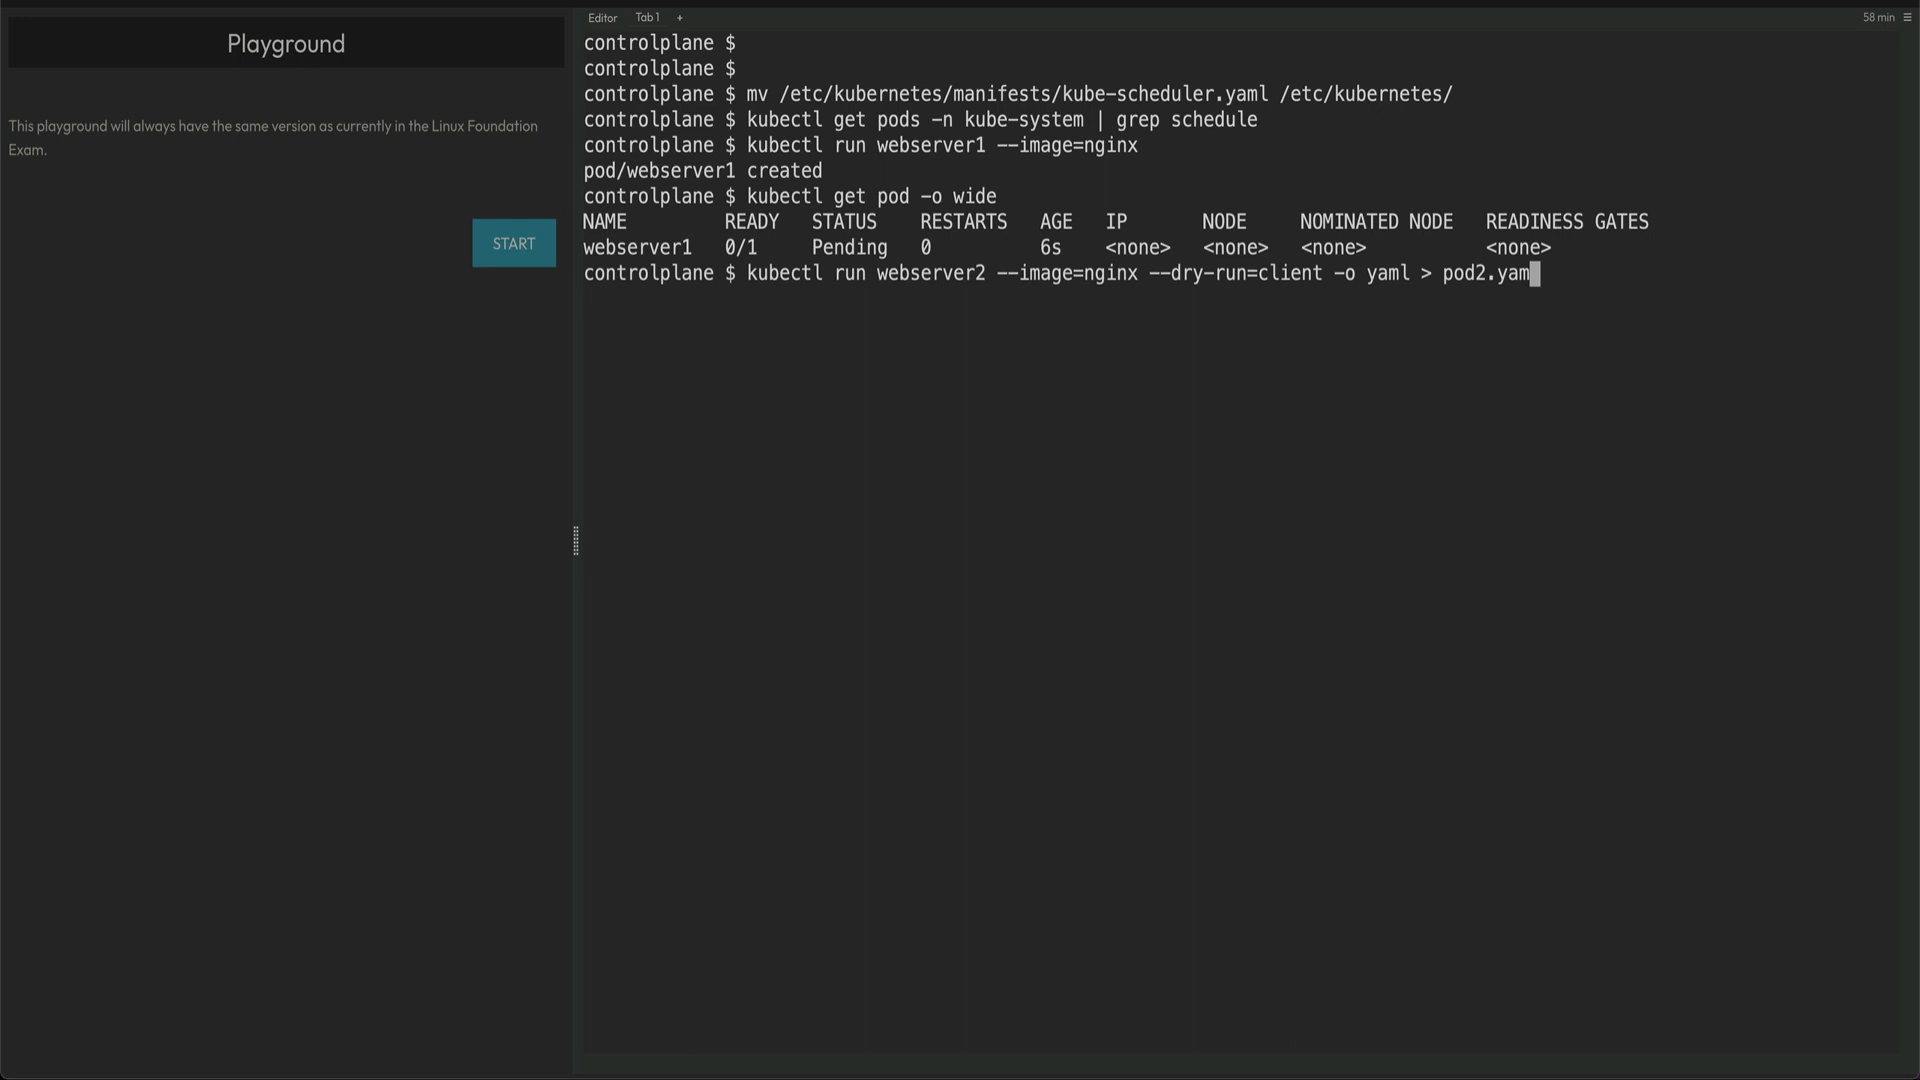 Playground
This playground will always have the same version as currently in the Linux Foundation
Exam.
START
Editor Tab 1 +
58 min
controlplane $
controlplane $
controlplane $ mv /etc/kubernetes/manifests/kube-scheduler.yaml /etc/kubernetes/
controlplane $ kubectl get pods -n kube-system | grep schedule
controlplane $ kubectl run webserver1 --image=nginx
pod/webserver1 created
controlplane $ kubectl get pod -o wide
NAME READY STATUS RESTARTS AGE IP NODE NOMINATED NODE READINESS GATES
webserver1 0/1 Pending 0 6s <none> <none> <none> <none>
controlplane $ kubectl run webserver2 --image=nginx --dry-run=client -o yaml > pod2.yam